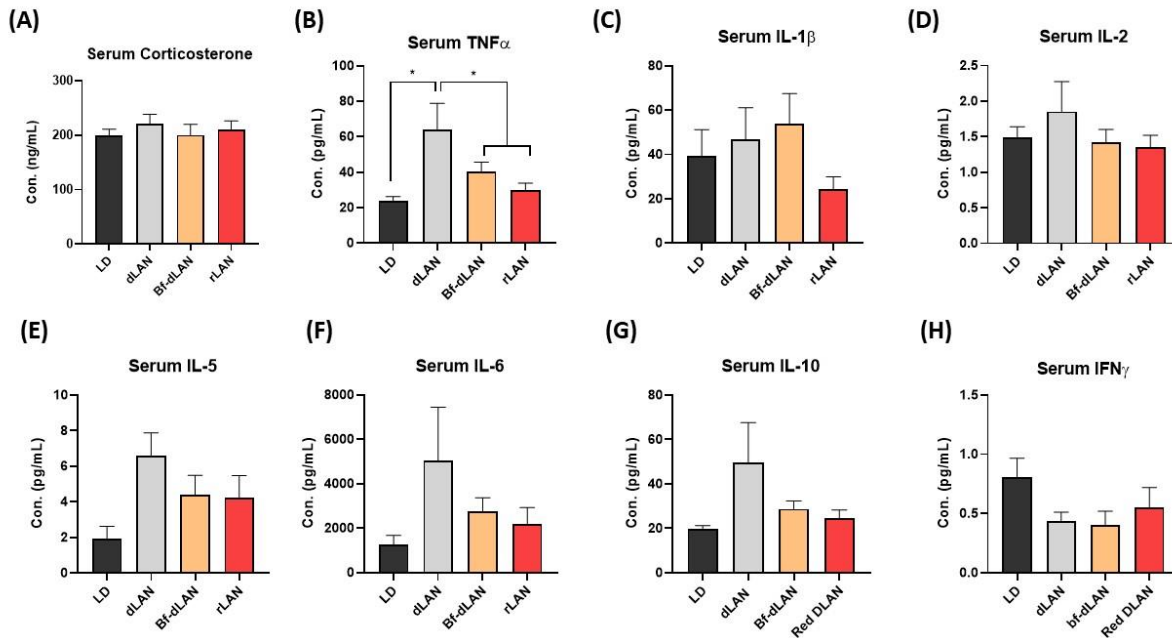 (A)
Serum Corticosterone
Con. (ng/mL)
300
200
100
0
LD
dLAN
Bf-dLAN
rLAN
(B)
Serum TNFα
Con. (pg/mL)
100
80
60
40
20
0
*
*
LD
dLAN
Bf-dLAN
rLAN
(C)
Serum IL-1β
Con. (pg/mL)
80
60
40
20
0
LD
dLAN
Bf-dLAN
rLAN
(D)
Serum IL-2
Con. (pg/mL)
2.5
2.0
1.5
1.0
0.5
0.0
LD
dLAN
Bf-dLAN
rLAN
(E)
Serum IL-5
Con. (pg/mL)
10
8
6
4
2
0
LD
dLAN
Bf-dLAN
rLAN
(F)
Serum IL-6
Con. (pg/mL)
8000
6000
4000
2000
0
LD
dLAN
Bf-dLAN
rLAN
(G)
Serum IL-10
Con. (pg/mL)
80
60
40
20
0
LD
dLAN
Bf-dLAN
Red DLAN
(H)
Serum IFNγ
Con. (pg/mL)
1.5
1.0
0.5
0.0
LD
dLAN
bf-dLAN
Red DLAN